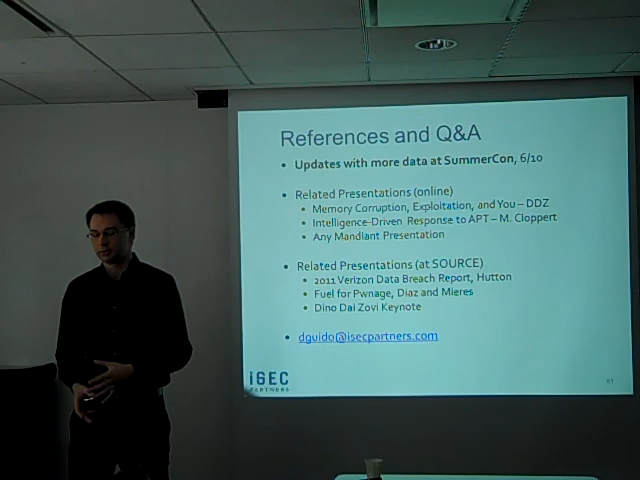 References and Q&A
• Updates with more data at SummerCon, 6/10
• Related Presentations (online)
• Memory Corruption, Exploitation, and You – DDZ
• Intelligence-Driven Response to APT – M. Cloppert
• Any Mandiant Presentation
• Related Presentations (at SOURCE)
• 2011 Verizon Data Breach Report, Hutton
• Fuel for Pwnage, Diaz and Mieres
• Dino Dai Zovi Keynote
• dguido@isecpartners.com
iSEC
PARTNERS